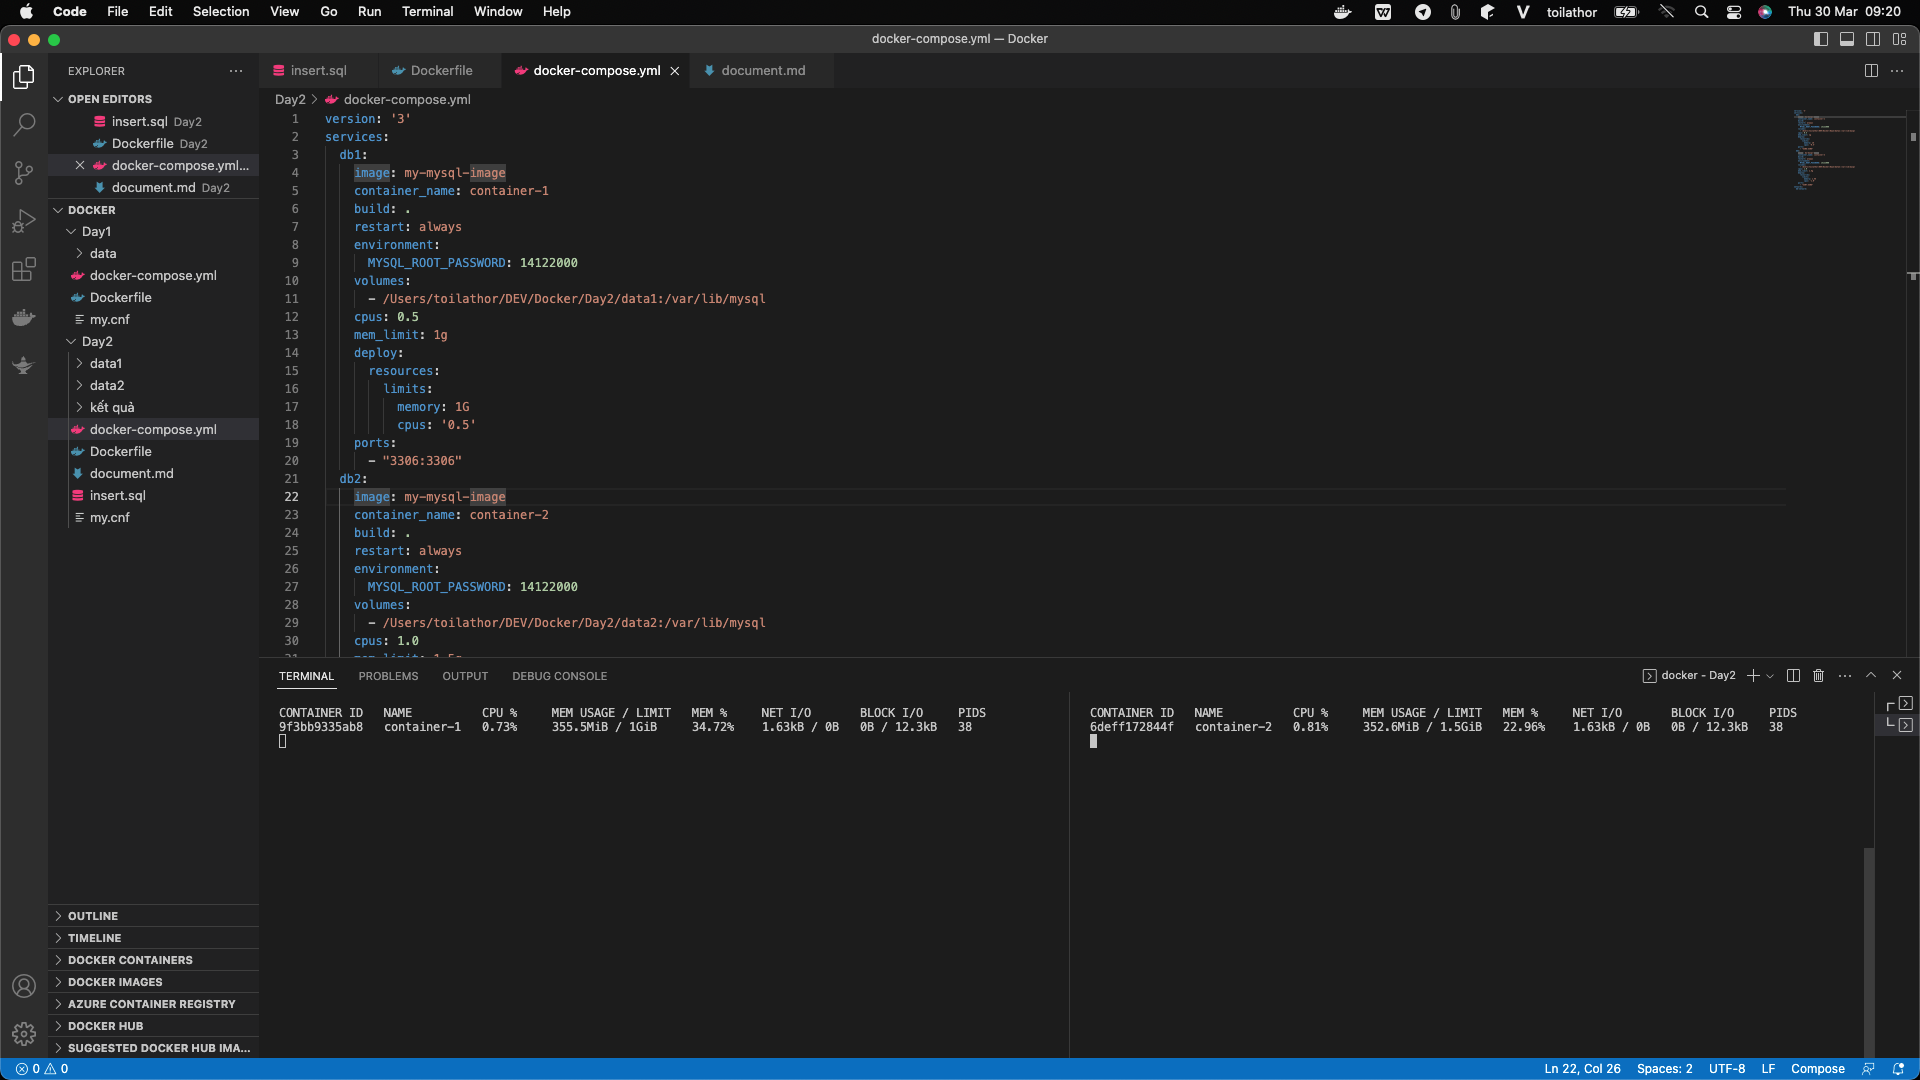 Code File Edit Selection View Go Run Terminal Window Help toilathor Thu 30 Mar 09:20
docker-compose.yml — Docker
EXPLORER
OPEN EDITORS
insert.sql Day2
Dockerfile Day2
docker-compose.yml...
document.md Day2
DOCKER
Day1
data
docker-compose.yml
Dockerfile
my.cnf
Day2
data1
data2
kết quả
docker-compose.yml
Dockerfile
document.md
insert.sql
my.cnf
OUTLINE
TIMELINE
DOCKER CONTAINERS
DOCKER IMAGES
AZURE CONTAINER REGISTRY
DOCKER HUB
SUGGESTED DOCKER HUB IMA...
insert.sql Dockerfile docker-compose.yml document.md
Day2 > docker-compose.yml
1 version: '3'
2 services:
3 db1:
4 image: my-mysql-image
5 container_name: container-1
6 build: .
7 restart: always
8 environment:
9 MYSQL_ROOT_PASSWORD: 14122000
10 volumes:
11 - /Users/toilathor/DEV/Docker/Day2/data1:/var/lib/mysql
12 cpus: 0.5
13 mem_limit: 1g
14 deploy:
15 resources:
16 limits:
17 memory: 1G
18 cpus: '0.5'
19 ports:
20 - "3306:3306"
21 db2:
22 image: my-mysql-image
23 container_name: container-2
24 build: .
25 restart: always
26 environment:
27 MYSQL_ROOT_PASSWORD: 14122000
28 volumes:
29 - /Users/toilathor/DEV/Docker/Day2/data2:/var/lib/mysql
30 cpus: 1.0
TERMINAL PROBLEMS OUTPUT DEBUG CONSOLE docker - Day2
CONTAINER ID NAME CPU % MEM USAGE / LIMIT MEM % NET I/O BLOCK I/O PIDS
9f3bb9335ab8 container-1 0.73% 355.5MiB / 1GiB 34.72% 1.63kB / 0B 0B / 12.3kB 38
CONTAINER ID NAME CPU % MEM USAGE / LIMIT MEM % NET I/O BLOCK I/O PIDS
6deff172844f container-2 0.81% 352.6MiB / 1.5GiB 22.96% 1.63kB / 0B 0B / 12.3kB 38
0 0 Ln 22, Col 26 Spaces: 2 UTF-8 LF Compose